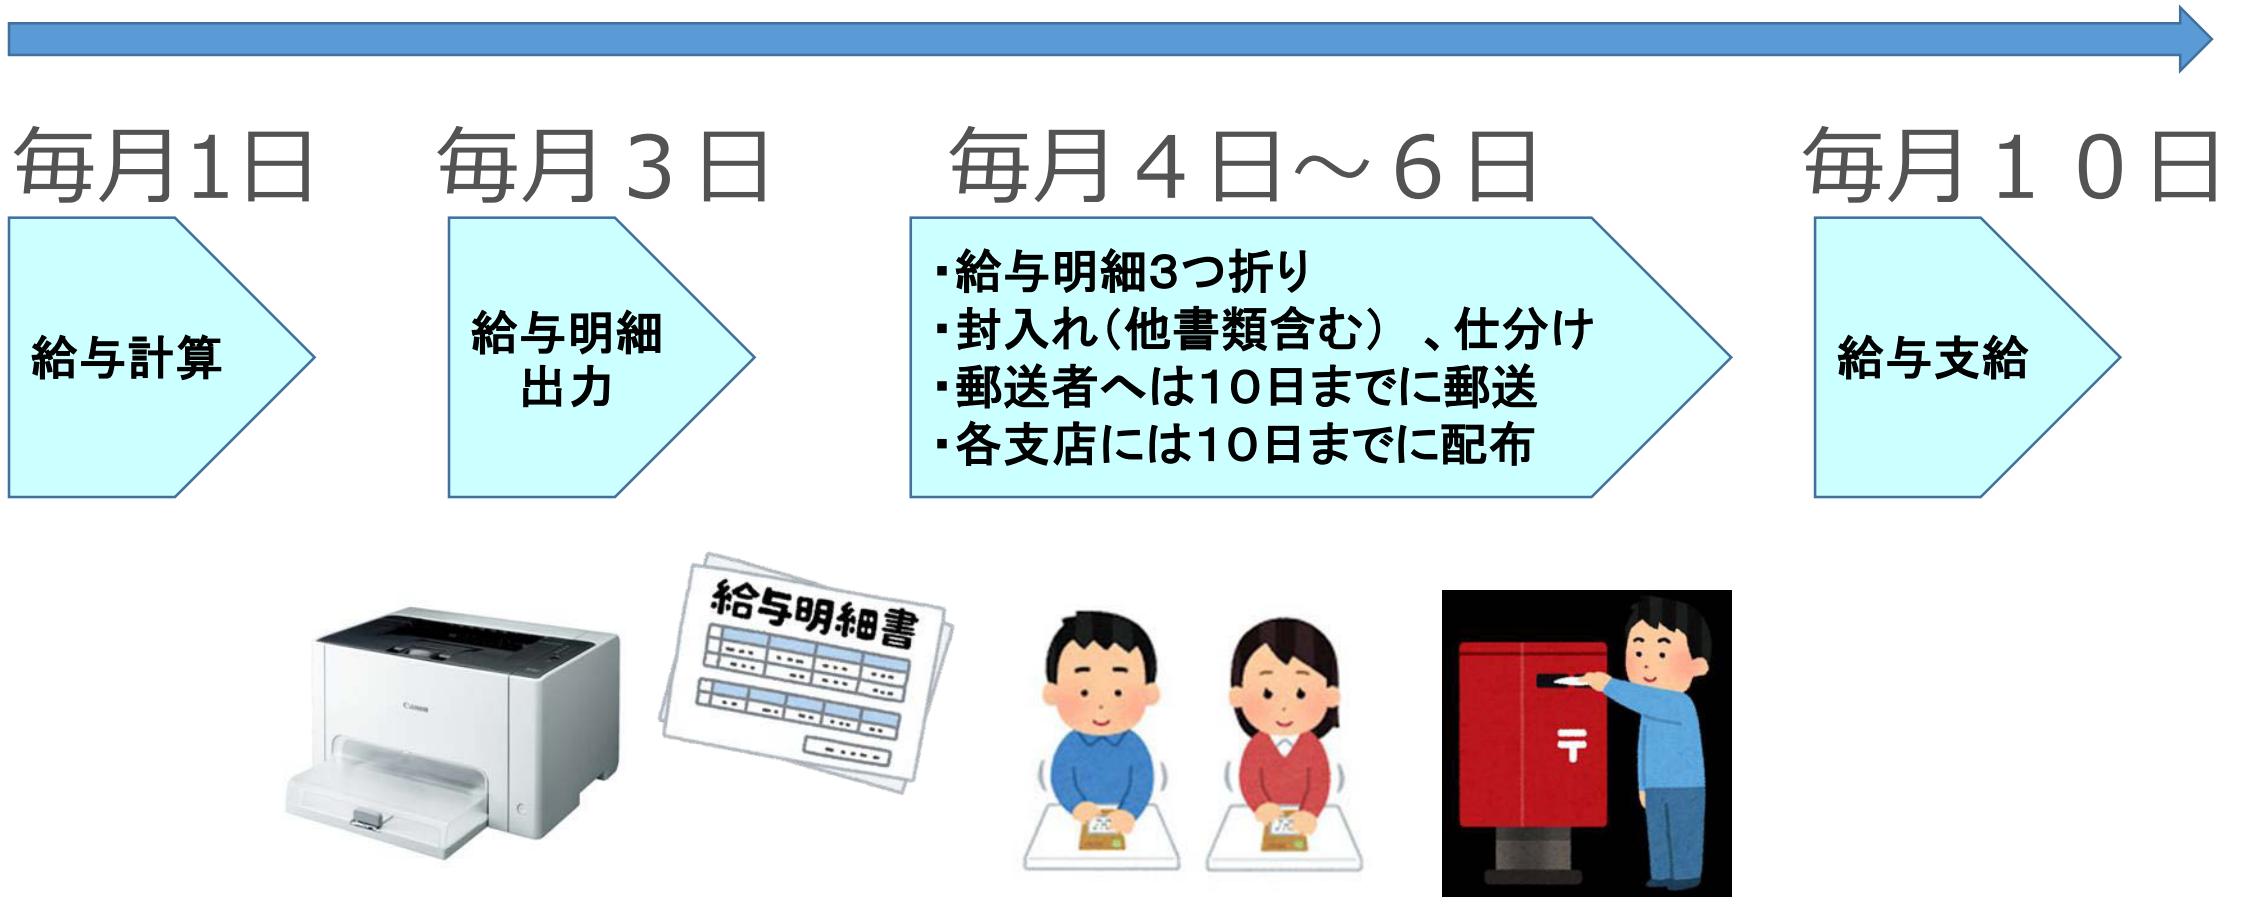 毎月1日
毎月３日
毎月４日～６日
毎月１０日
給与計算
給与明細
出力
・給与明細３つ折り
・封入れ（他書類含む）、仕分け
・郵送者へは１０日までに郵送
・各支店には１０日までに配布
給与支給
Canon
給与明細書
〒